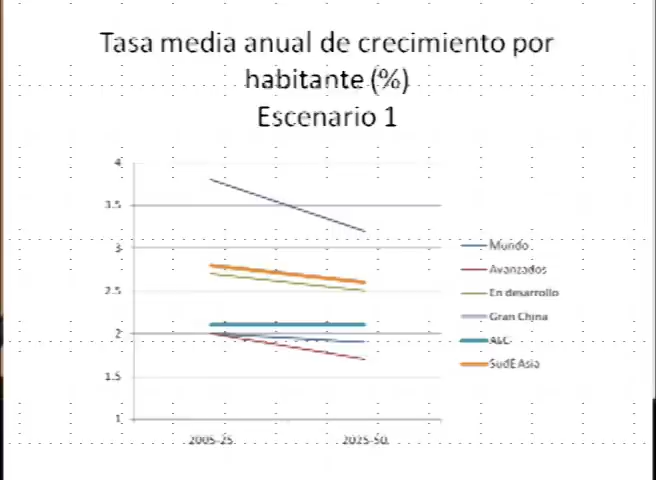 Tasa media anual de crecimiento por
habitante (%)
Escenario 1
4
3.5
3
2.5
2
1.5
1
2005-25
2025-50
Mundo
Avanzados
En desarrollo
Gran China
A&C
SudE Asia